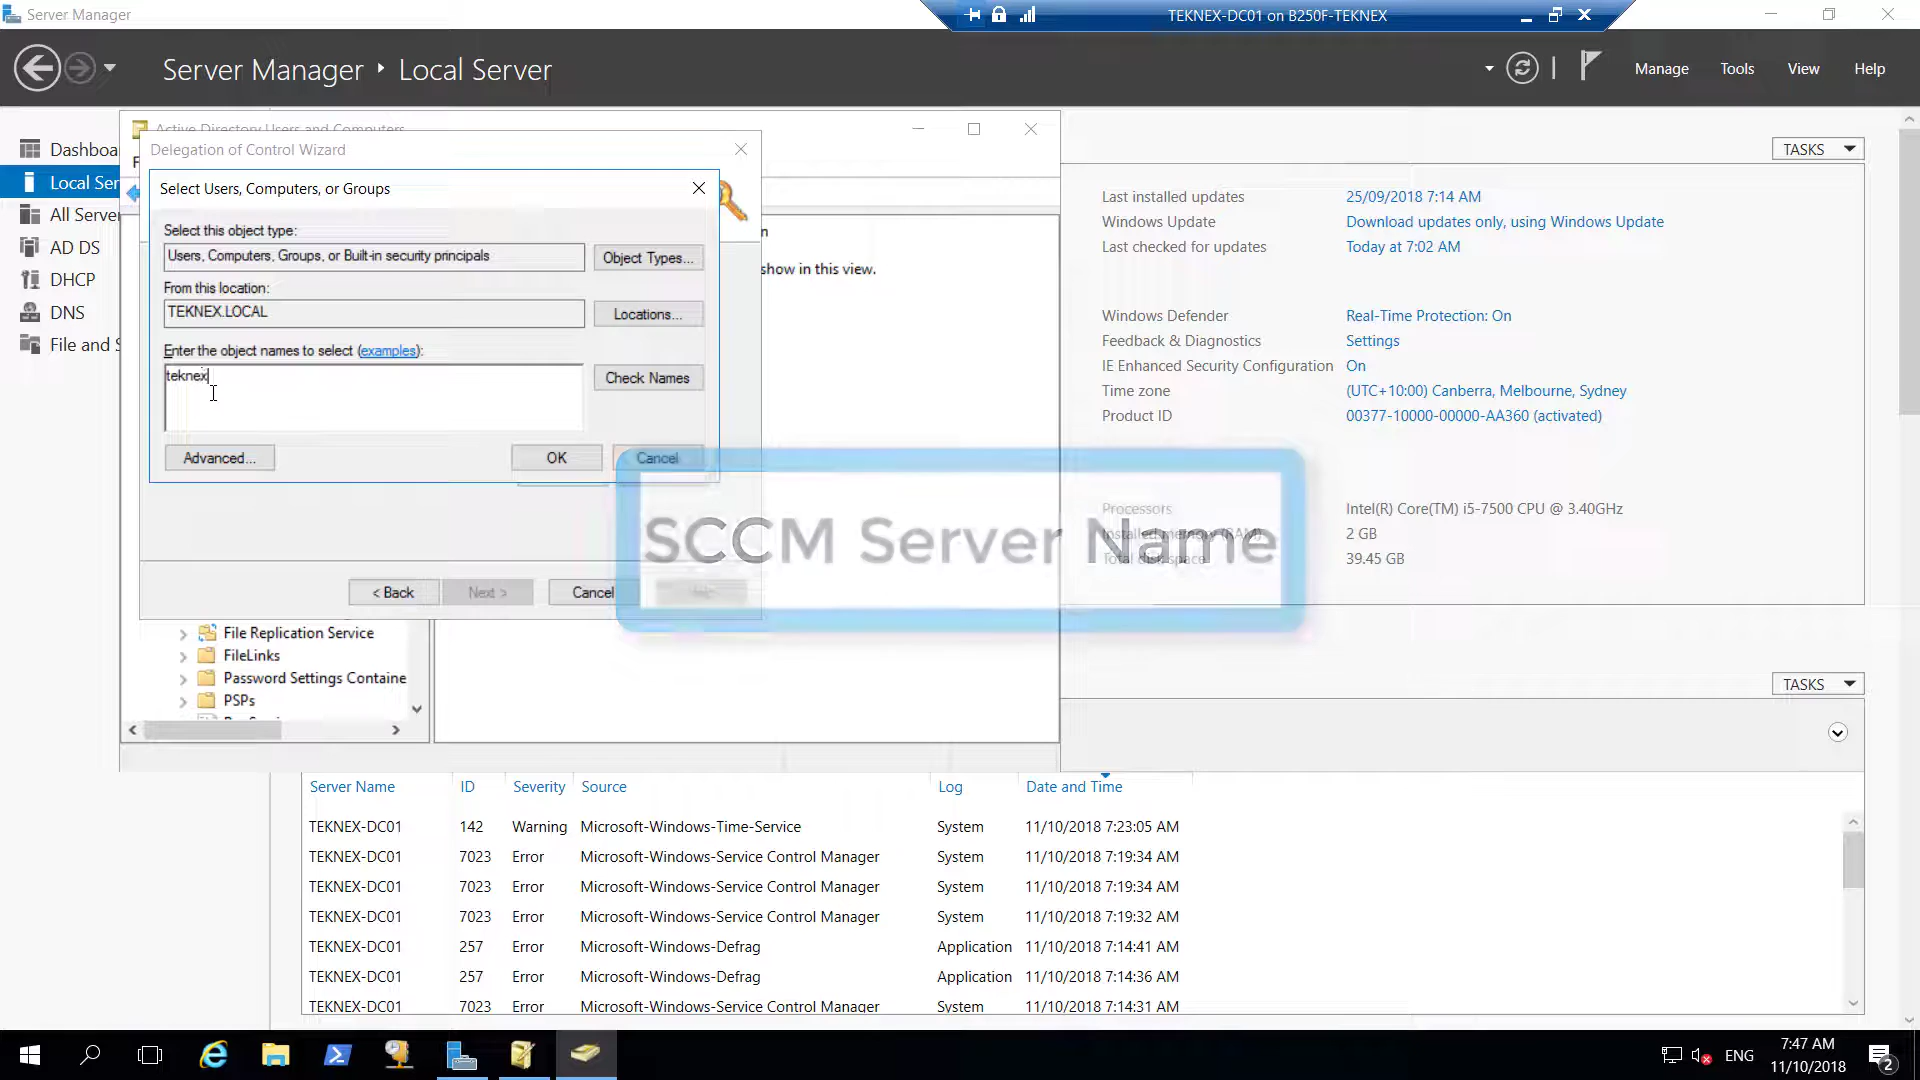 Server Manager
TEKNEX-DC01 on B250F-TEKNEX
Server Manager ‣ Local Server
Manage
Tools
View
Help
Dashboa
Local Ser
All Server
AD DS
DHCP
DNS
File and S
Active Directory Users and Computers
Delegation of Control Wizard
Select Users, Computers, or Groups
Select this object type:
Users, Computers, Groups, or Built-in security principals
Object Types...
From this location:
TEKNEX.LOCAL
Locations...
Enter the object names to select (examples):
teknex
Check Names
Advanced...
OK
Cancel
show in this view.
< Back
Next >
Cancel
File Replication Service
FileLinks
Password Settings Containe
PSPs
SCCM Server Name
TASKS
Last installed updates
25/09/2018 7:14 AM
Windows Update
Download updates only, using Windows Update
Last checked for updates
Today at 7:02 AM
Windows Defender
Real-Time Protection: On
Feedback & Diagnostics
Settings
IE Enhanced Security Configuration
On
Time zone
(UTC+10:00) Canberra, Melbourne, Sydney
Product ID
00377-10000-00000-AA360 (activated)
Processors
Intel(R) Core(TM) i5-7500 CPU @ 3.40GHz
Installed memory (RAM)
2 GB
Total disk space
39.45 GB
TASKS
Server Name ID Severity Source Log Date and Time
TEKNEX-DC01 142 Warning Microsoft-Windows-Time-Service System 11/10/2018 7:23:05 AM
TEKNEX-DC01 7023 Error Microsoft-Windows-Service Control Manager System 11/10/2018 7:19:34 AM
TEKNEX-DC01 7023 Error Microsoft-Windows-Service Control Manager System 11/10/2018 7:19:34 AM
TEKNEX-DC01 7023 Error Microsoft-Windows-Service Control Manager System 11/10/2018 7:19:32 AM
TEKNEX-DC01 257 Error Microsoft-Windows-Defrag Application 11/10/2018 7:14:41 AM
TEKNEX-DC01 257 Error Microsoft-Windows-Defrag Application 11/10/2018 7:14:36 AM
TEKNEX-DC01 7023 Error Microsoft-Windows-Service Control Manager System 11/10/2018 7:14:31 AM
ENG
7:47 AM
11/10/2018
2